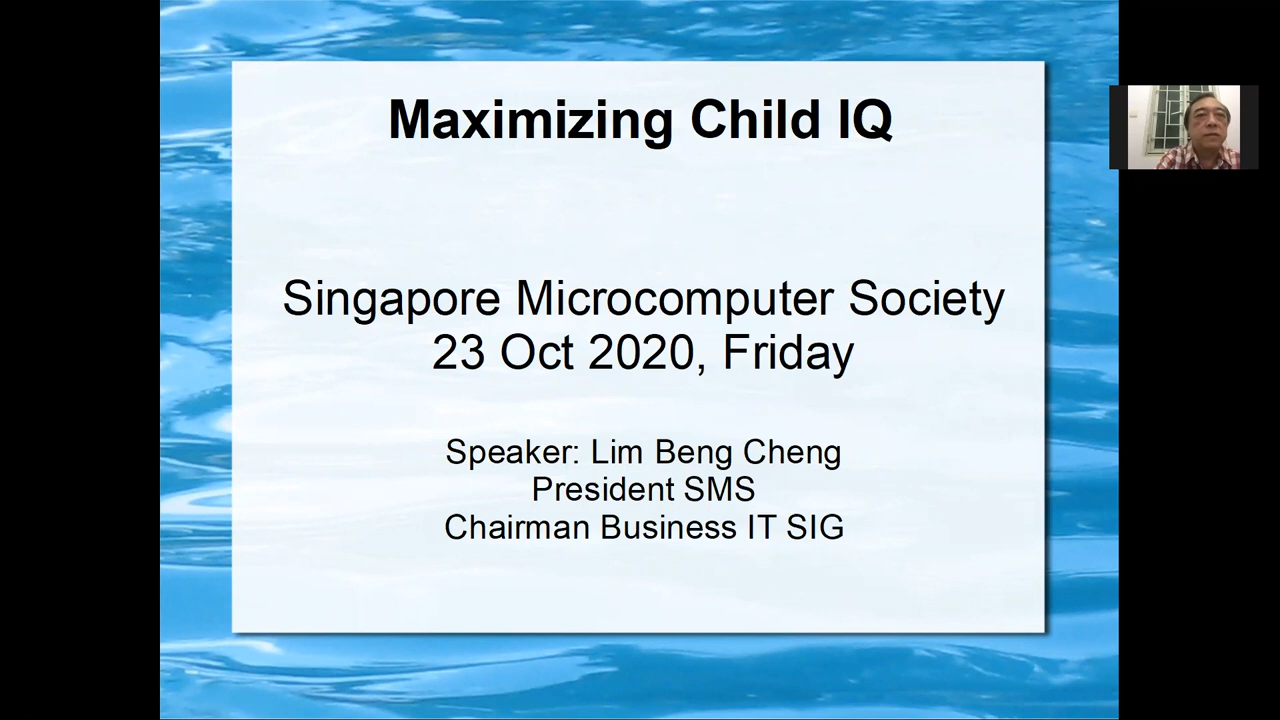 Maximizing Child IQ
Singapore Microcomputer Society
23 Oct 2020, Friday
Speaker: Lim Beng Cheng
President SMS
Chairman Business IT SIG